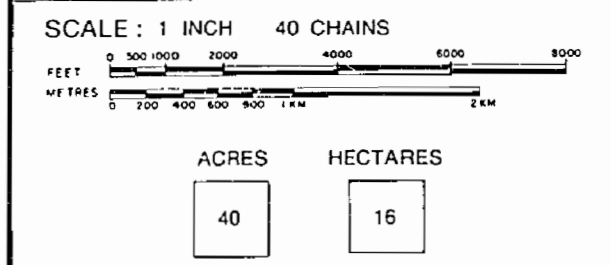 SCALE : 1 INCH 40 CHAINS
0 500 1000 2000 4000 6000 8000
FEET
METRES
0 200 400 600 800 1 KM 2 KM
ACRES HECTARES
40 16